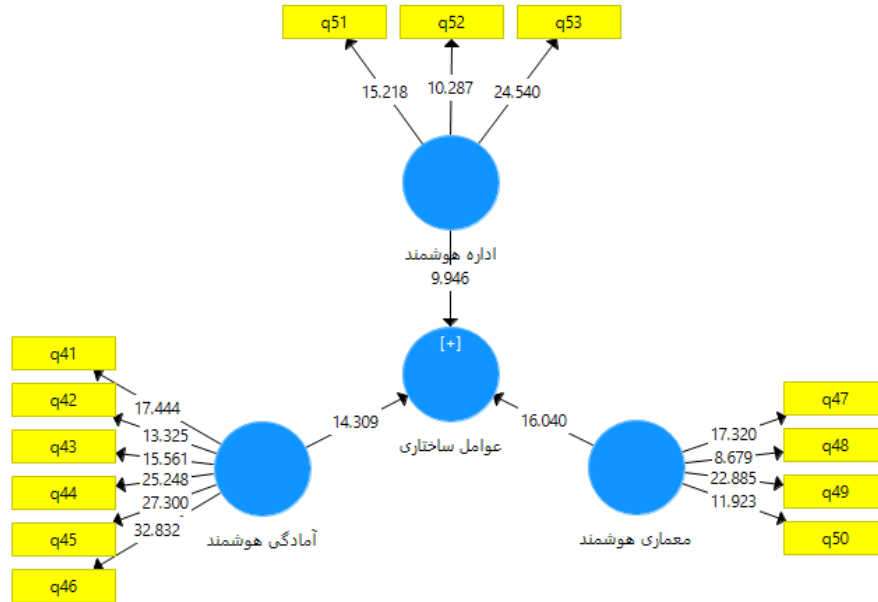 q51
q52
q53
15.218
10.287
24.540
اداره هوشمند
9.946
[+]
عوامل ساختاری
14.309
16.040
q41
q42
q43
q44
q45
q46
17.444
13.325
15.561
25.248
27.300
32.832
آمادگی هوشمند
q47
q48
q49
q50
17.320
8.679
22.885
11.923
معماری هوشمند